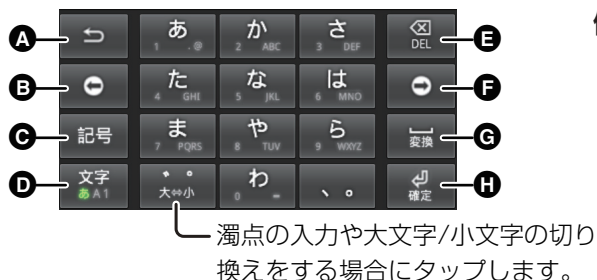 A あ か さ E
1 .@ 2 ABC 3 DEF DEL
B た な は F
4 GHI 5 JKL 6 MNO
C 記号 ま や ら G
7 PQRS 8 TUV 9 WXYZ 変換
D 文字 ゛ ゜ わ 、 。 H
あA1 大⇔小 0 - 確定
濁点の入力や大文字/小文字の切り
換えをする場合にタップします。